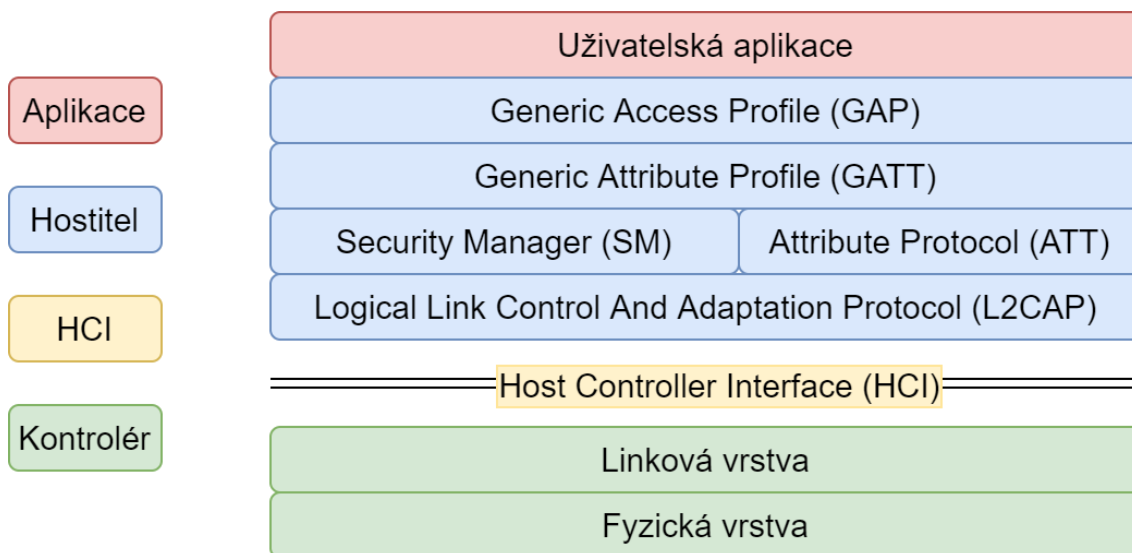 Aplikace
Hostitel
HCI
Kontrolér
Uživatelská aplikace
Generic Access Profile (GAP)
Generic Attribute Profile (GATT)
Security Manager (SM)
Attribute Protocol (ATT)
Logical Link Control And Adaptation Protocol (L2CAP)
Host Controller Interface (HCI)
Linková vrstva
Fyzická vrstva